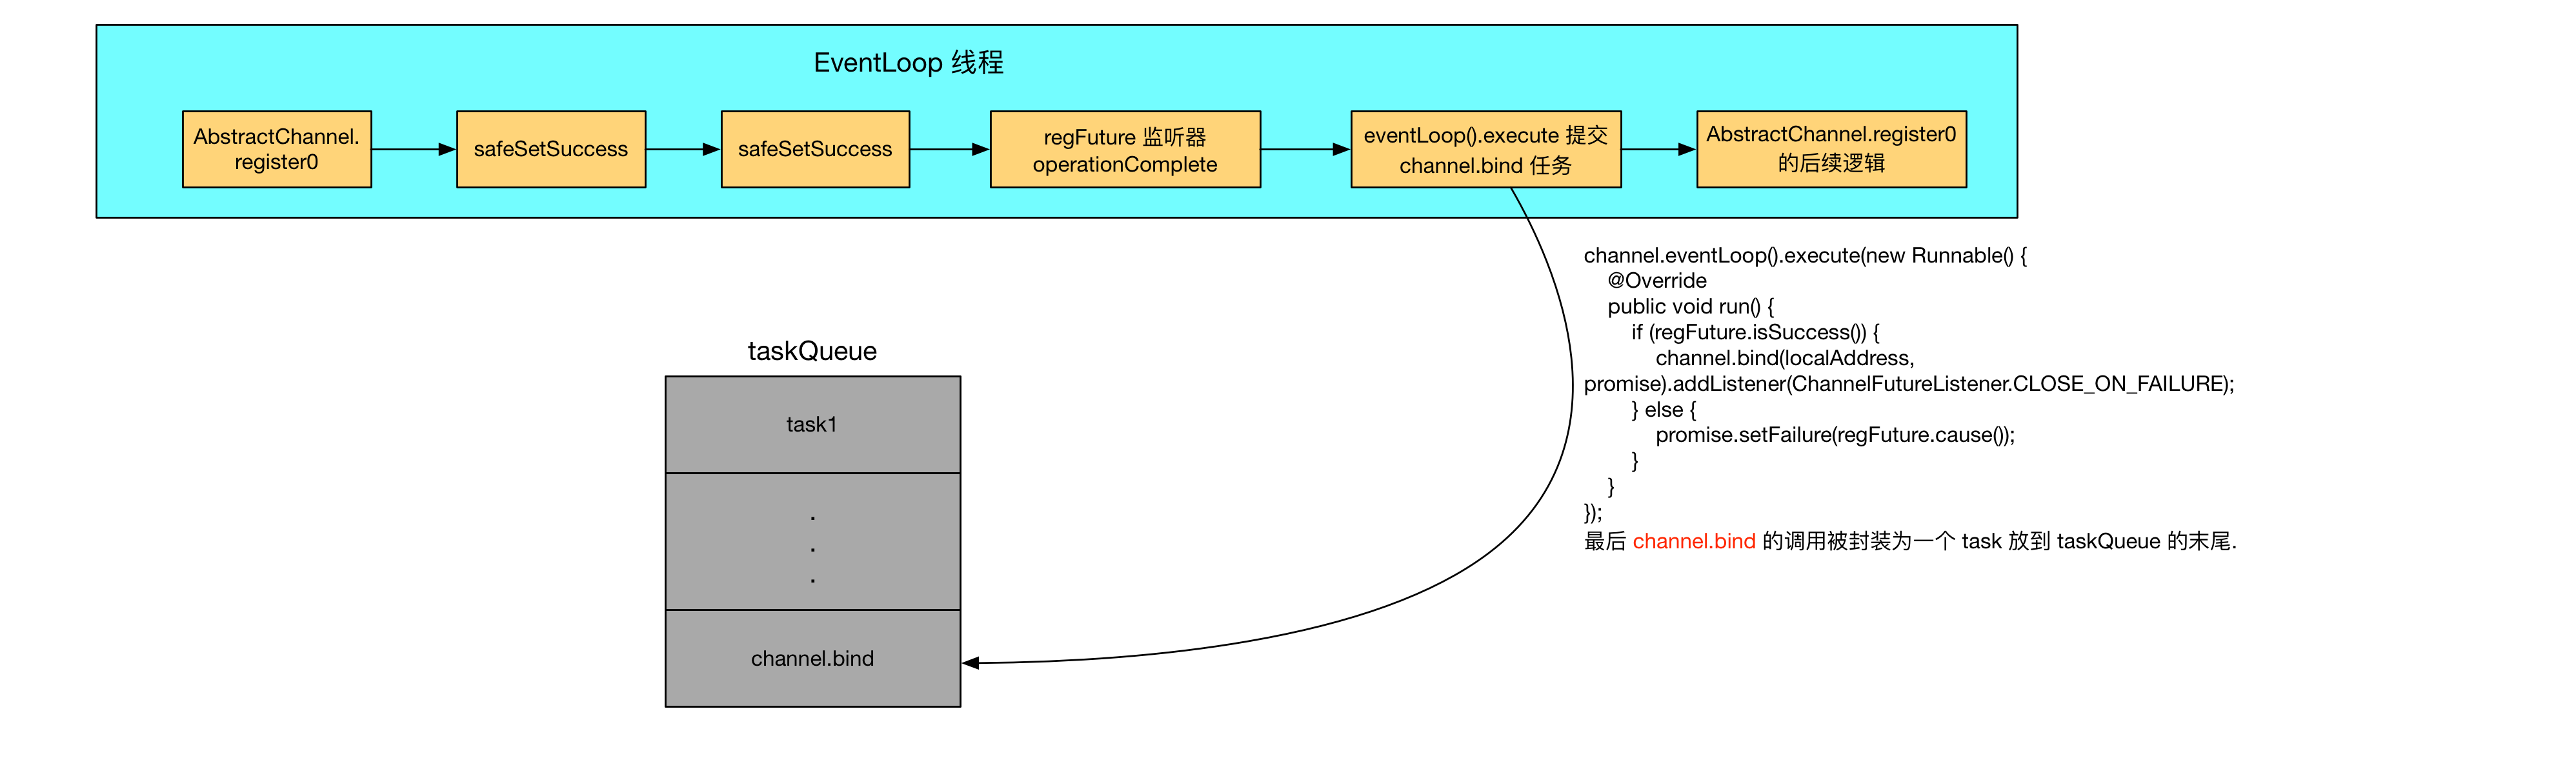 EventLoop 线程
AbstractChannel.
register0
safeSetSuccess
safeSetSuccess
regFuture 监听器
operationComplete
eventLoop().execute 提交
channel.bind 任务
AbstractChannel.register0
的后续逻辑
channel.eventLoop().execute(new Runnable() {
@Override
public void run() {
if (regFuture.isSuccess()) {
channel.bind(localAddress,
promise).addListener(ChannelFutureListener.CLOSE_ON_FAILURE);
} else {
promise.setFailure(regFuture.cause());
}
}
});
最后 channel.bind 的调用被封装为一个 task 放到 taskQueue 的末尾.
taskQueue
task1
.
.
.
channel.bind